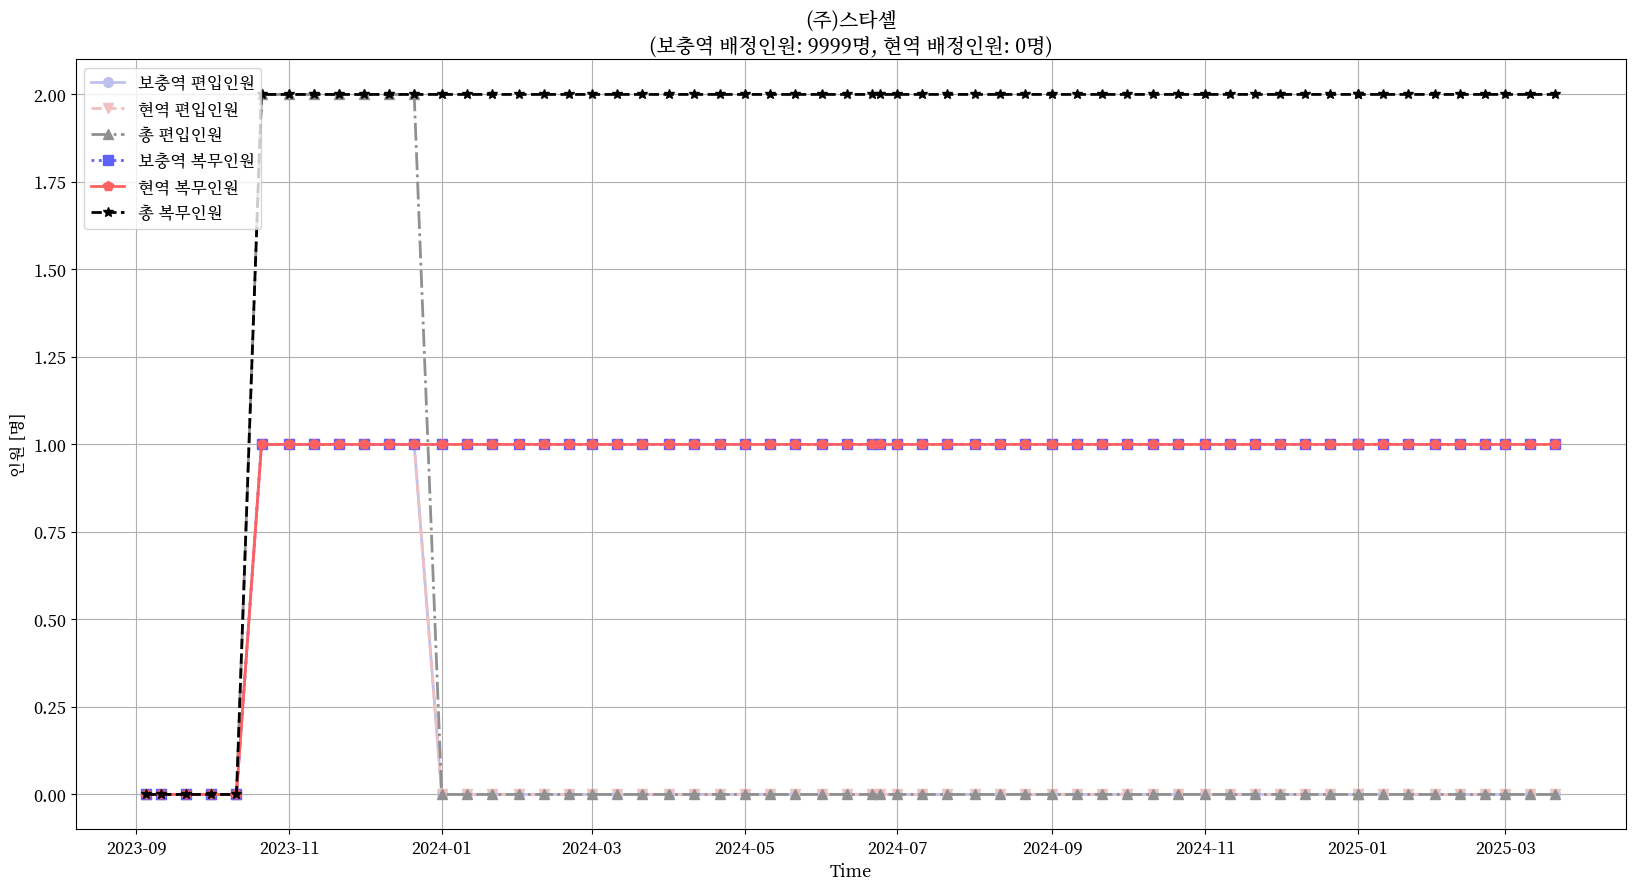 (주)스타셸
(보충역 배정인원: 9999명, 현역 배정인원: 0명)
보충역 편입인원
현역 편입인원
총 편입인원
보충역 복무인원
현역 복무인원
총 복무인원
2.00
1.75
1.50
1.25
1.00
0.75
0.50
0.25
0.00
인원 [명]
2023-09
2023-11
2024-01
2024-03
2024-05
2024-07
2024-09
2024-11
2025-01
2025-03
Time